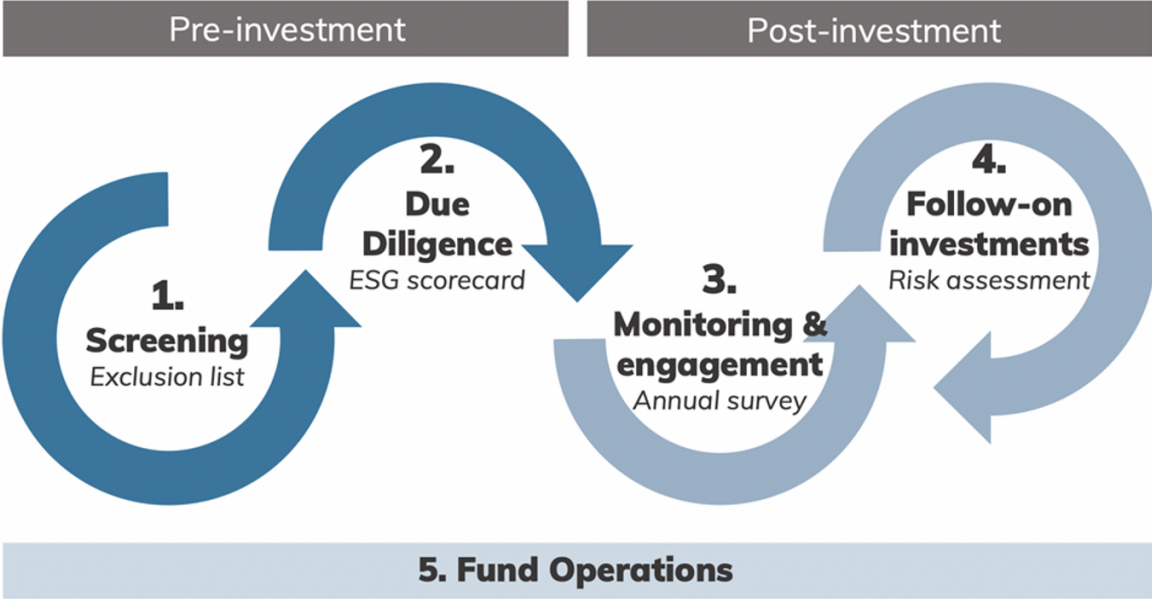 Pre-investment
Post-investment
1.
Screening
Exclusion list
2.
Due
Diligence
ESG scorecard
3.
Monitoring &
engagement
Annual survey
4.
Follow-on
investments
Risk assessment
5. Fund Operations